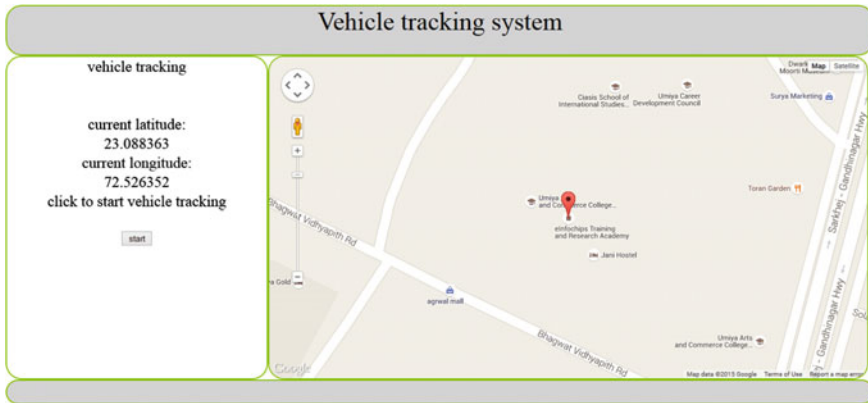 Vehicle tracking system
vehicle tracking
current latitude:
23.088363
current longitude:
72.526352
click to start vehicle tracking
start
Map
Satellite
Surya Marketing
Ciasis School of
International Studies...
Umiya Career
Development Council
Toran Garden
Umiya
and Commerce College...
einfochips Training
and Research Academy
Jani Hostel
Bhagwat Vidhyapith Rd
Gold
agrwal mall
Bhagwat Vidhyapith Rd
Umiya Arts
and Commerce College...
Sarkhej - Gandhinagar Hwy
- Gandhinagar Hwy
Google
Map data ©2015 Google
Terms of Use
Report a map error